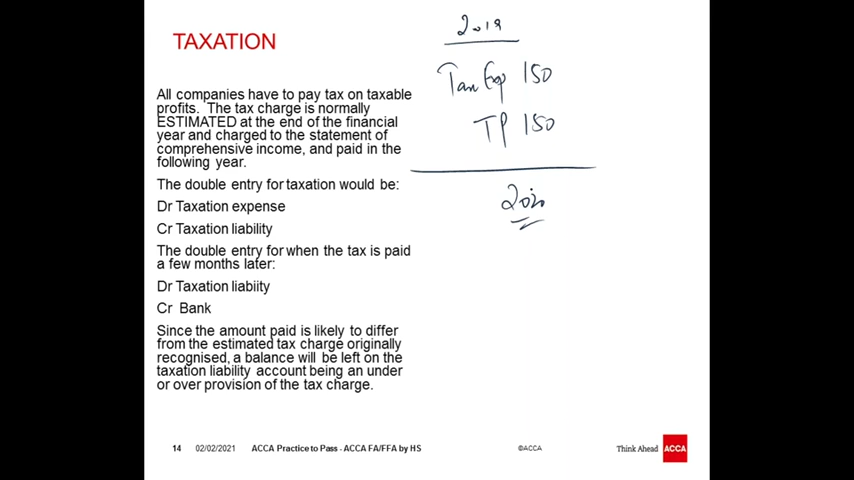 TAXATION
All companies have to pay tax on taxable
profits. The tax charge is normally
ESTIMATED at the end of the financial
year and charged to the statement of
comprehensive income, and paid in the
following year.
The double entry for taxation would be:
Dr Taxation expense
Cr Taxation liability
The double entry for when the tax is paid
a few months later:
Dr Taxation liabiity
Cr Bank
Since the amount paid is likely to differ
from the estimated tax charge originally
recognised, a balance will be left on the
taxation liability account being an under
or over provision of the tax charge.
2019
Tax Exp 150
TP 150
2020
14 02/02/2021 ACCA Practice to Pass - ACCA FA/FFA by HS ©ACCA Think Ahead ACCA